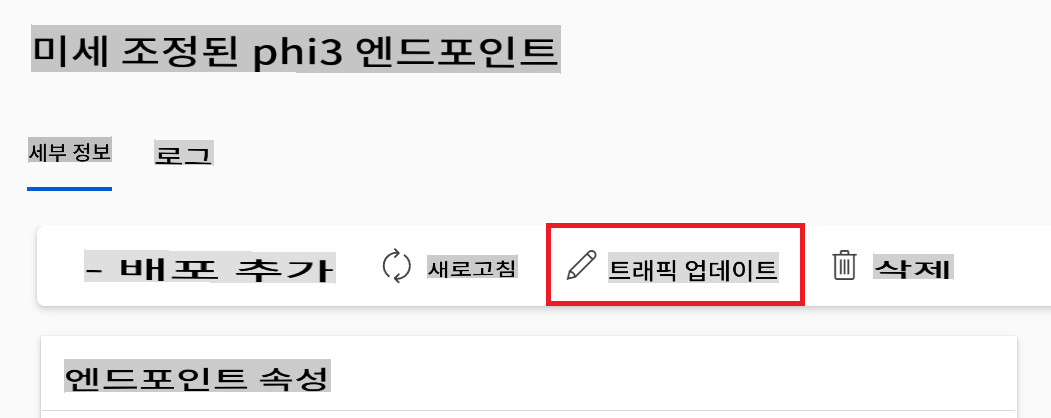 미세 조정된 phi3 엔드포인트
세부 정보 로그
- 배포 추가 새로고침 트래픽 업데이트 삭제
엔드포인트 속성